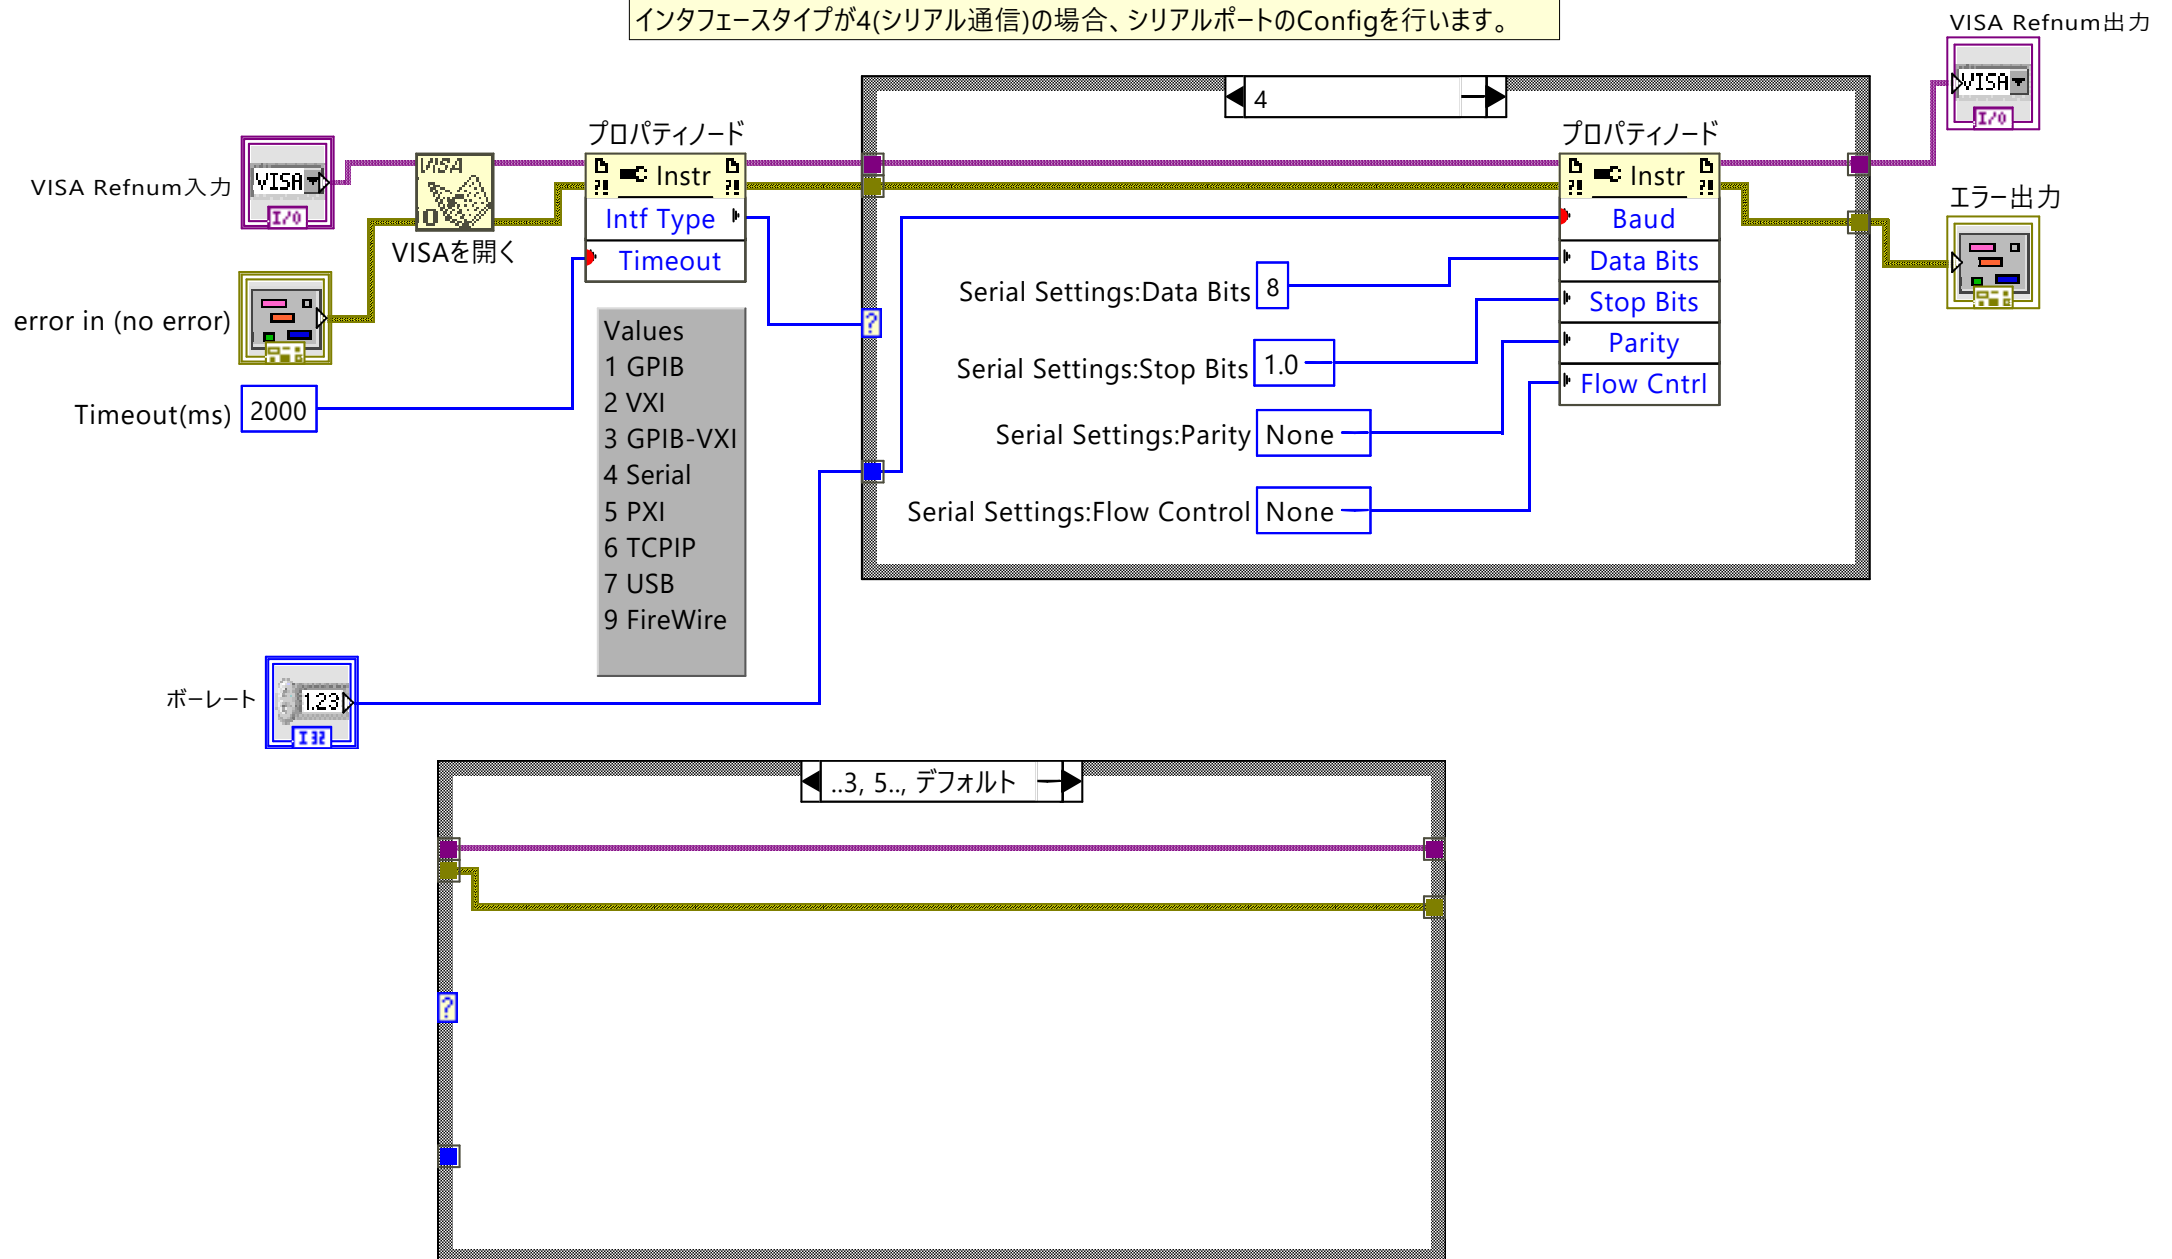 インタフェースタイプが4(シリアル通信)の場合、シリアルポートのConfigを行います。
VISA Refnum出力
VISA
I/O
4
プロパティノード
Instr
Intf Type
Timeout
プロパティノード
Instr
Baud
Data Bits
Stop Bits
Parity
Flow Cntrl
VISA Refnum入力
VISA
I/O
VISA
VISAを開く
エラー出力
error in (no error)
Timeout(ms)
2000
Values
1 GPIB
2 VXI
3 GPIB-VXI
4 Serial
5 PXI
6 TCPIP
7 USB
9 FireWire
?
Serial Settings:Data Bits
8
Serial Settings:Stop Bits
1.0
Serial Settings:Parity
None
Serial Settings:Flow Control
None
ボーレート
1.23
I32
..3, 5.., デフォルト
?